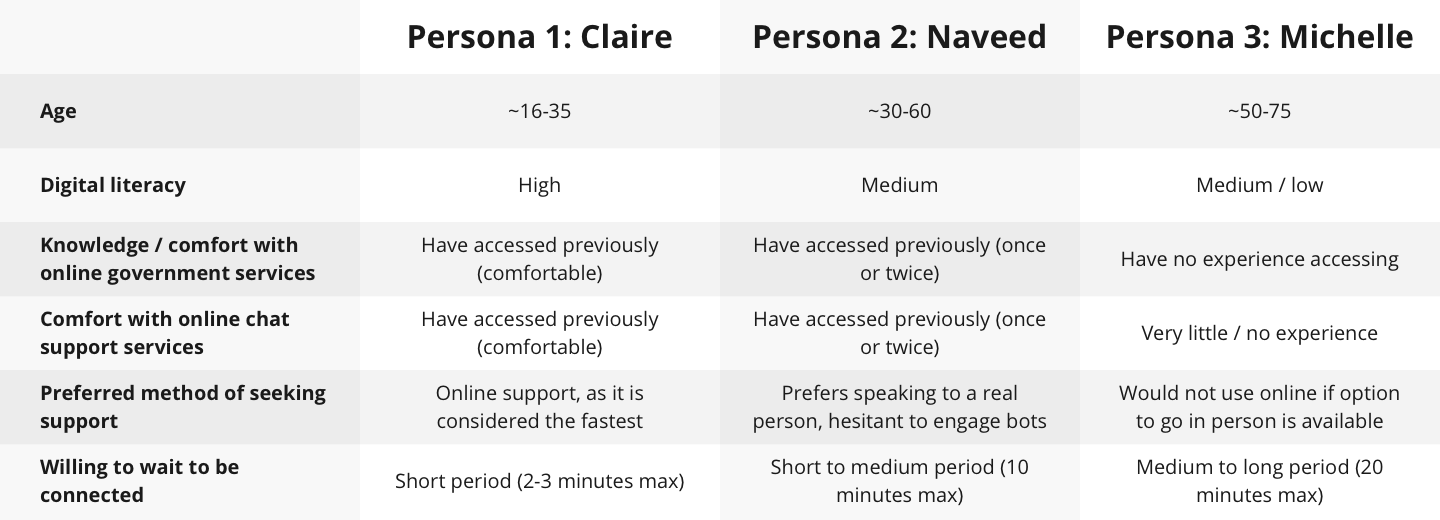 Persona 1: Claire
Persona 2: Naveed
Persona 3: Michelle
Age
~16-35
~30-60
~50-75
Digital literacy
High
Medium
Medium / low
Knowledge / comfort with
online government services
Have accessed previously
(comfortable)
Have accessed previously (once
or twice)
Have no experience accessing
Comfort with online chat
support services
Have accessed previously
(comfortable)
Have accessed previously (once
or twice)
Very little / no experience
Preferred method of seeking
support
Online support, as it is
considered the fastest
Prefers speaking to a real
person, hesitant to engage bots
Would not use online if option
to go in person is available
Willing to wait to be
connected
Short period (2-3 minutes max)
Short to medium period (10
minutes max)
Medium to long period (20
minutes max)